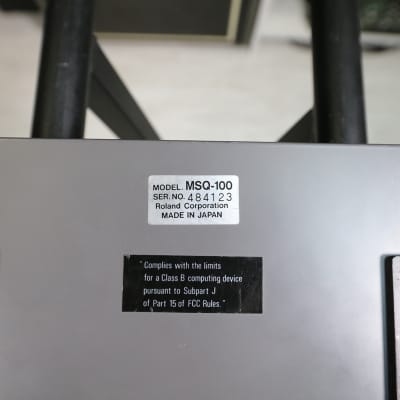 MODEL. MSQ-100
SER. NO. 484123
Roland Corporation
MADE IN JAPAN
"Complies with the limits
for a Class B computing device
pursuant to Subpart J
of Part 15 of FCC Rules."